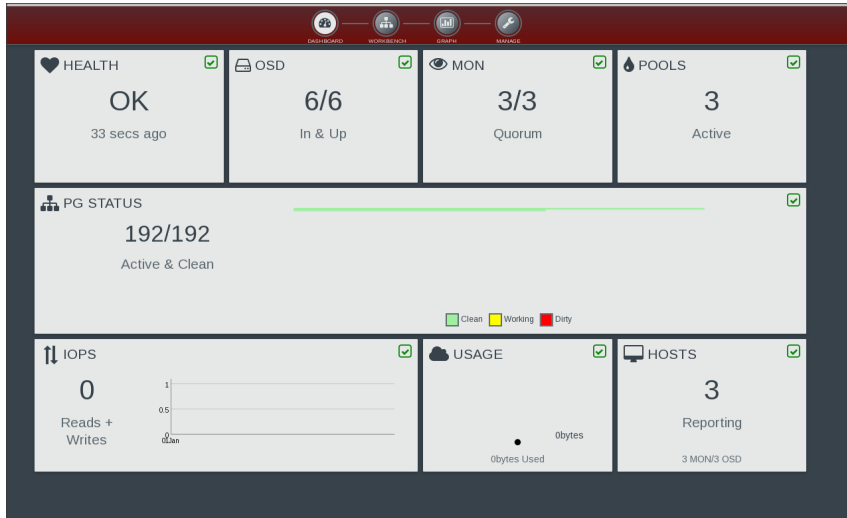 DASHBOARD WORKBENCH GRAPH MANAGE
HEALTH
OK
33 secs ago
OSD
6/6
In & Up
MON
3/3
Quorum
POOLS
3
Active
PG STATUS
192/192
Active & Clean
Clean Working Dirty
IOPS
0
Reads +
Writes
1
0.5
0
USAGE
0bytes
0bytes Used
HOSTS
3
Reporting
3 MON/3 OSD